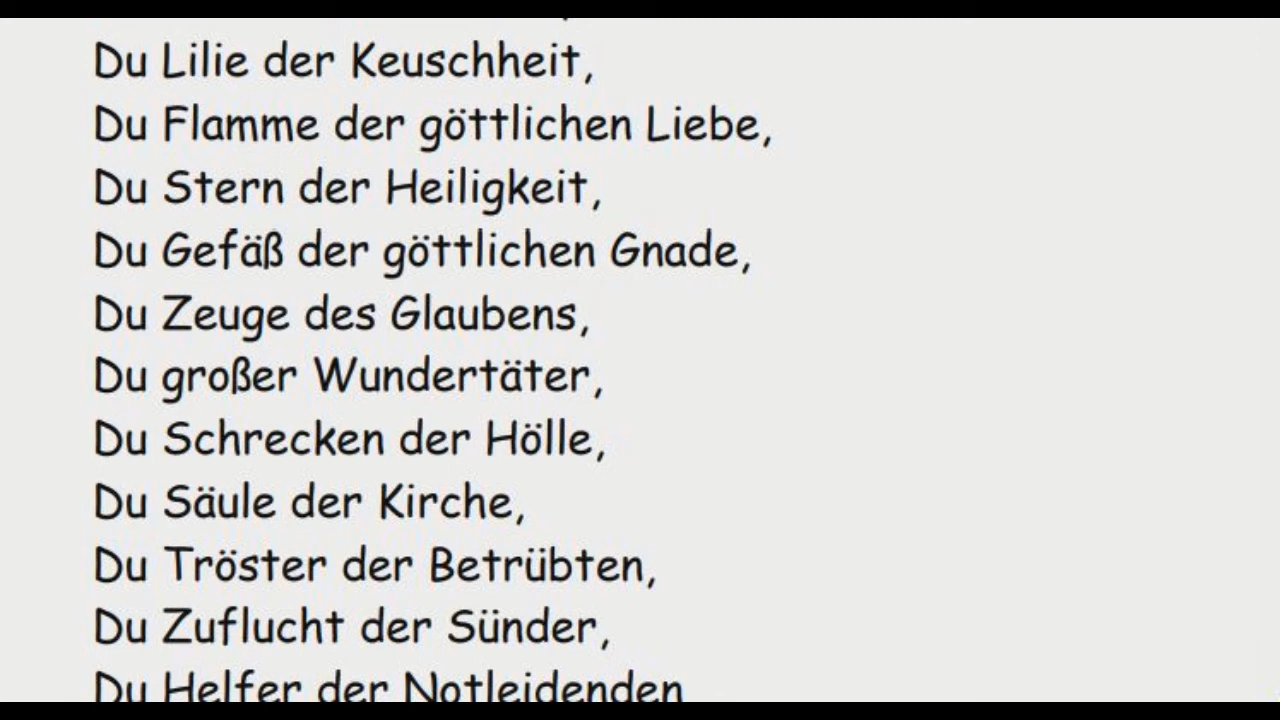 Du Lilie der Keuschheit,
Du Flamme der göttlichen Liebe,
Du Stern der Heiligkeit,
Du Gefäß der göttlichen Gnade,
Du Zeuge des Glaubens,
Du großer Wundertäter,
Du Schrecken der Hölle,
Du Säule der Kirche,
Du Tröster der Betrübten,
Du Zuflucht der Sünder,
Du Helfer der Notleidenden